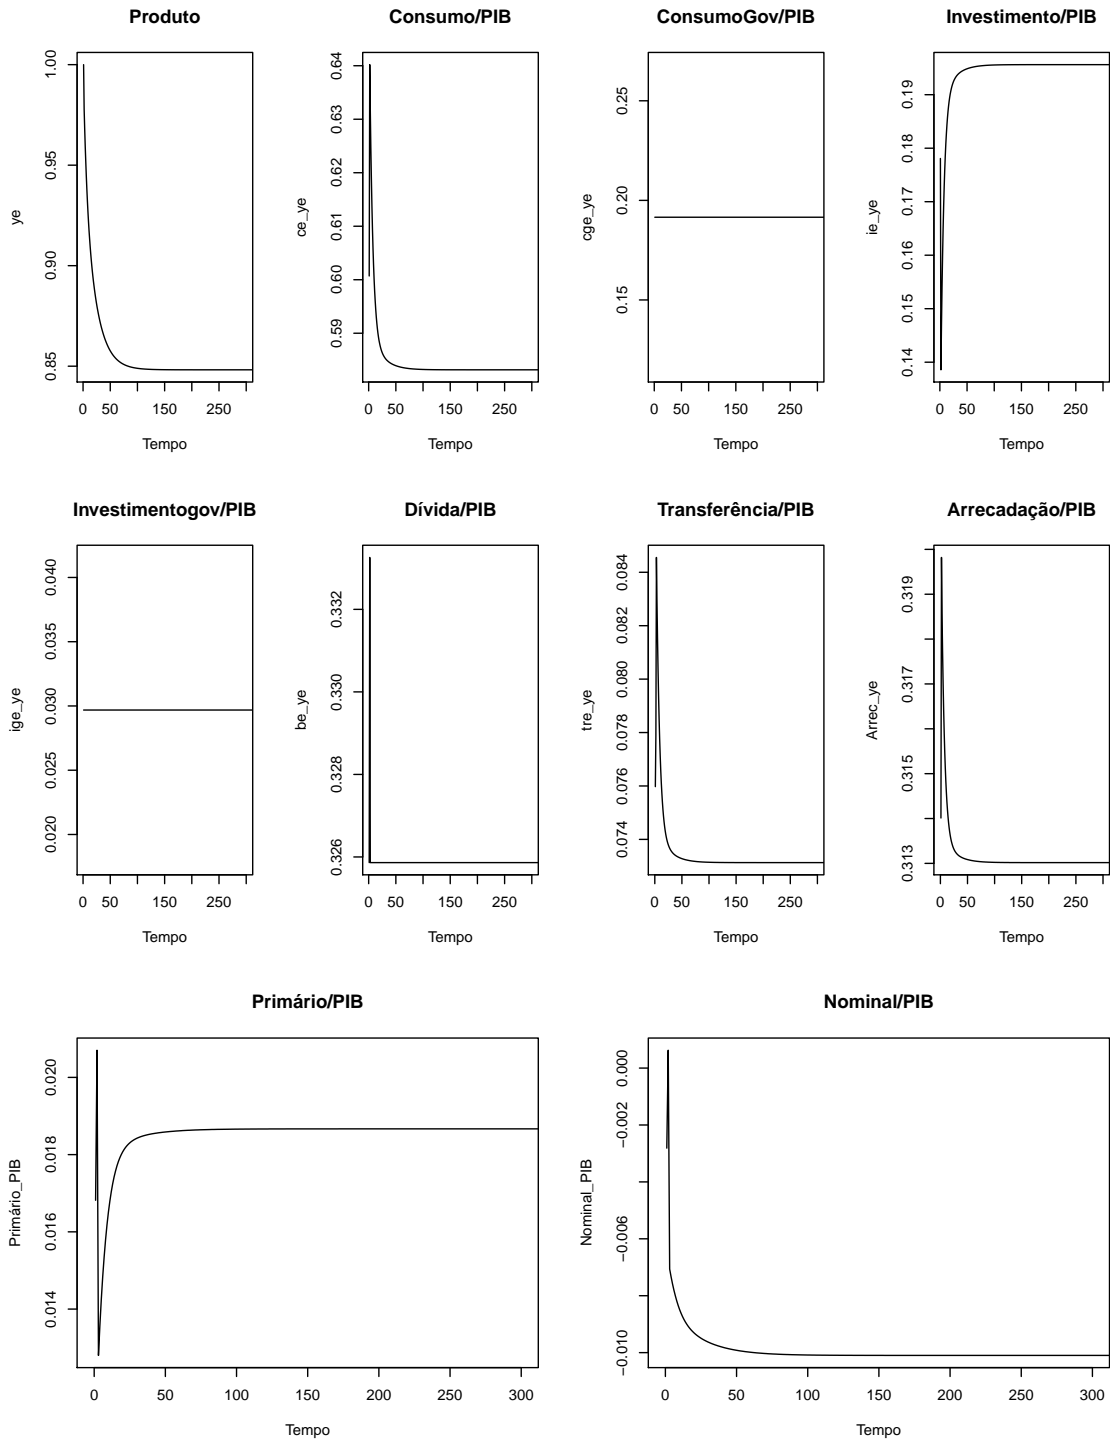 Produto
Consumo/PIB
ConsumoGov/PIB
Investimento/PIB
ye
0.85 0.90 0.95 1.00
0 50 150 250
Tempo
ce_ye
0.59 0.60 0.61 0.62 0.63 0.64
0 50 150 250
Tempo
cge_ye
0.15 0.20 0.25
0 50 150 250
Tempo
ie_ye
0.14 0.15 0.16 0.17 0.18 0.19
0 50 150 250
Tempo
Investimentogov/PIB
Dívida/PIB
Transferência/PIB
Arrecadação/PIB
ige_ye
0.020 0.025 0.030 0.035 0.040
0 50 150 250
Tempo
be_ye
0.326 0.328 0.330 0.332
0 50 150 250
Tempo
tre_ye
0.074 0.076 0.078 0.080 0.082 0.084
0 50 150 250
Tempo
Arrec_ye
0.313 0.315 0.317 0.319
0 50 150 250
Tempo
Primário/PIB
Nominal/PIB
Primário_PIB
0.014 0.016 0.018 0.020
0 50 100 150 200 250 300
Tempo
Nominal_PIB
−0.010 −0.006 −0.002 0.000
0 50 100 150 200 250 300
Tempo